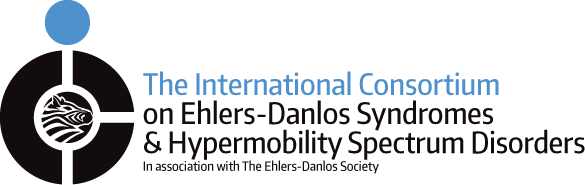 The International Consortium
on Ehlers-Danlos Syndromes
& Hypermobility Spectrum Disorders
In association with The Ehlers-Danlos Society